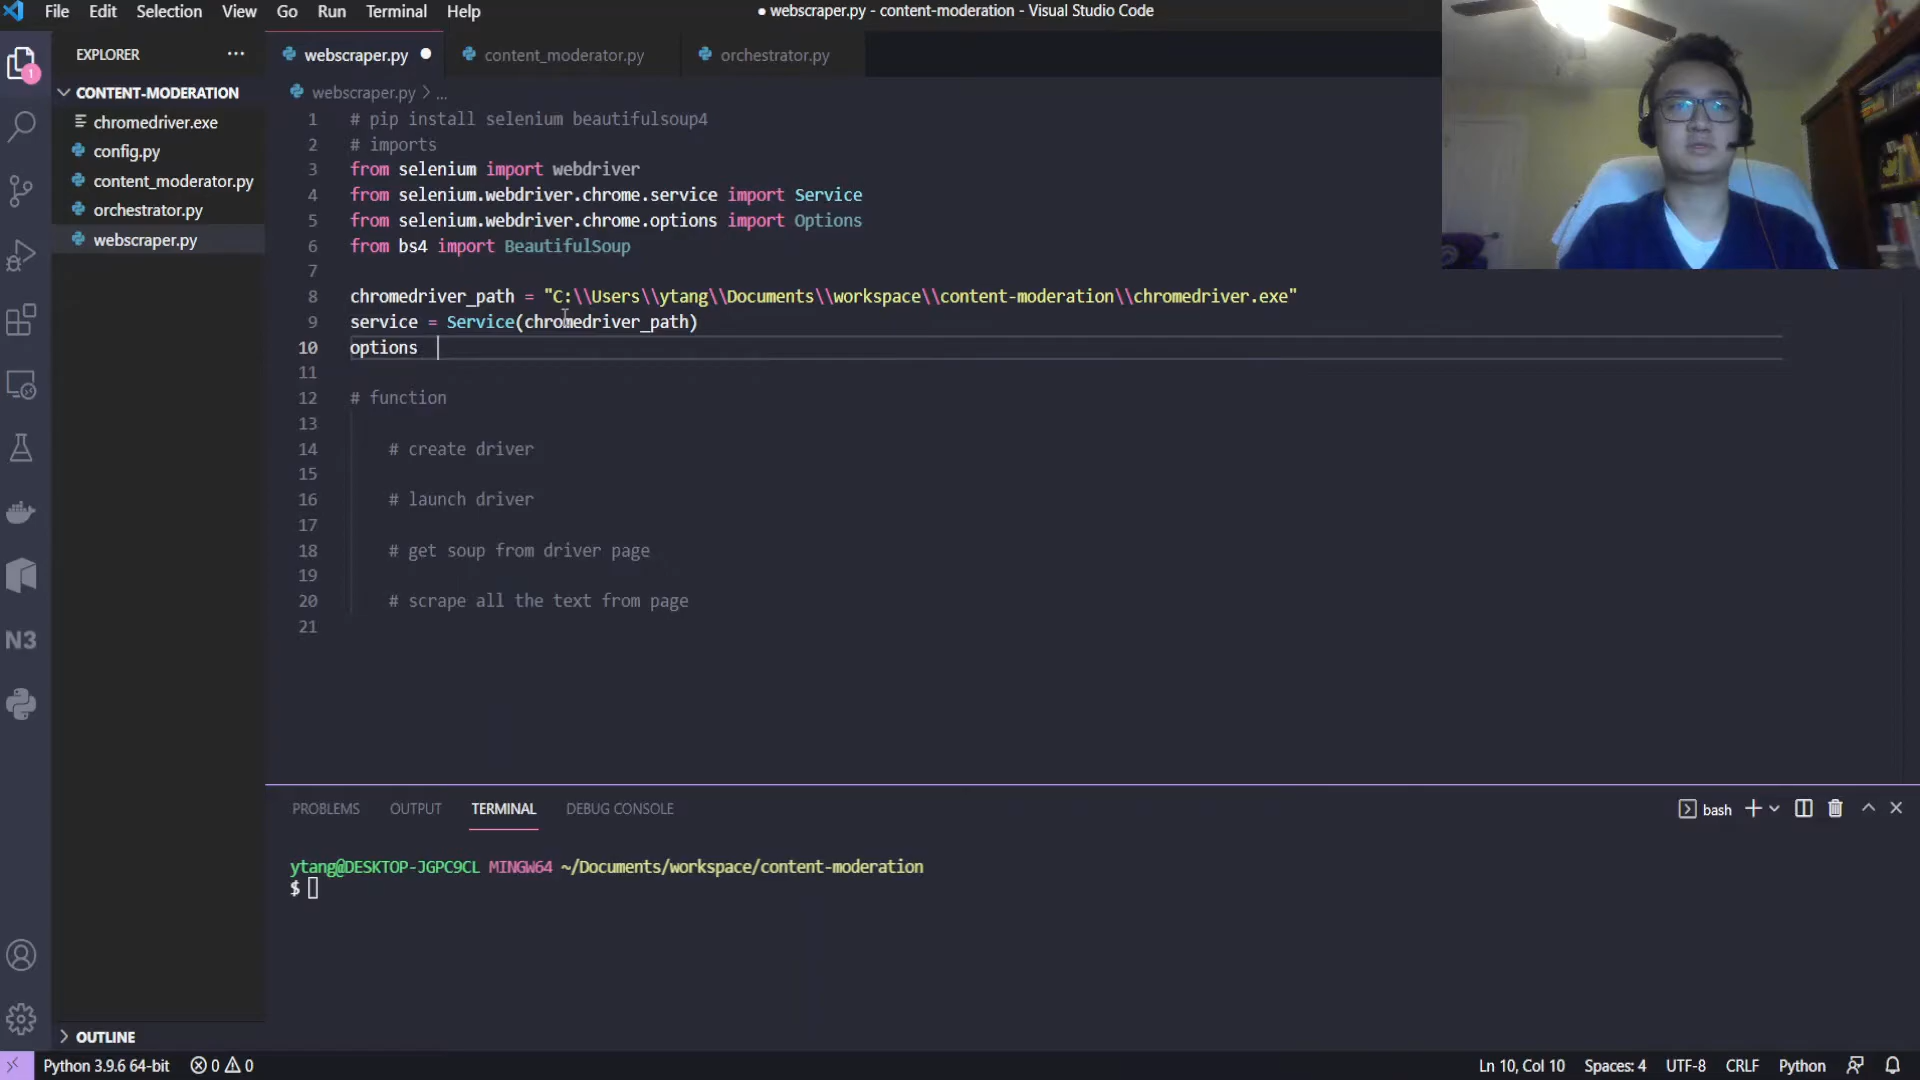 File Edit Selection View Go Run Terminal Help
● webscraper.py - content-moderation - Visual Studio Code
EXPLORER ...
webscraper.py ●
content_moderator.py
orchestrator.py
1
CONTENT-MODERATION
chromedriver.exe
config.py
content_moderator.py
orchestrator.py
webscraper.py
webscraper.py > ...
1 # pip install selenium beautifulsoup4
2 # imports
3 from selenium import webdriver
4 from selenium.webdriver.chrome.service import Service
5 from selenium.webdriver.chrome.options import Options
6 from bs4 import BeautifulSoup
7
8 chromedriver_path = "C:\\Users\\ytang\\Documents\\workspace\\content-moderation\\chromedriver.exe"
9 service = Service(chromedriver_path)
10 options
11
12 # function
13
14 # create driver
15
16 # launch driver
17
18 # get soup from driver page
19
20 # scrape all the text from page
21
N3
PROBLEMS OUTPUT TERMINAL DEBUG CONSOLE
bash
ytang@DESKTOP-JGPC9CL MINGW64 ~/Documents/workspace/content-moderation
$
OUTLINE
Python 3.9.6 64-bit 0 0
Ln 10, Col 10 Spaces: 4 UTF-8 CRLF Python